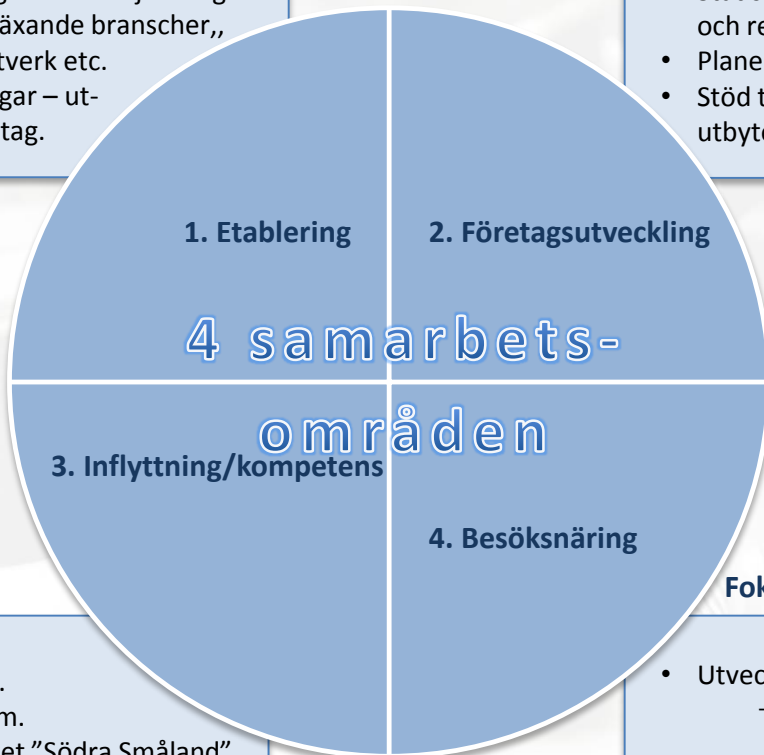 växande branscher,,
tverk etc.
gar – ut-
tag.
och re
• Plane
• Stöd t
utbyte
1. Etablering
2. Företagsutveckling
4 samarbets-
områden
3. Inflyttning/kompetens
4. Besöksnäring
Fok
• Utvec
m.
et ”Södra Småland”